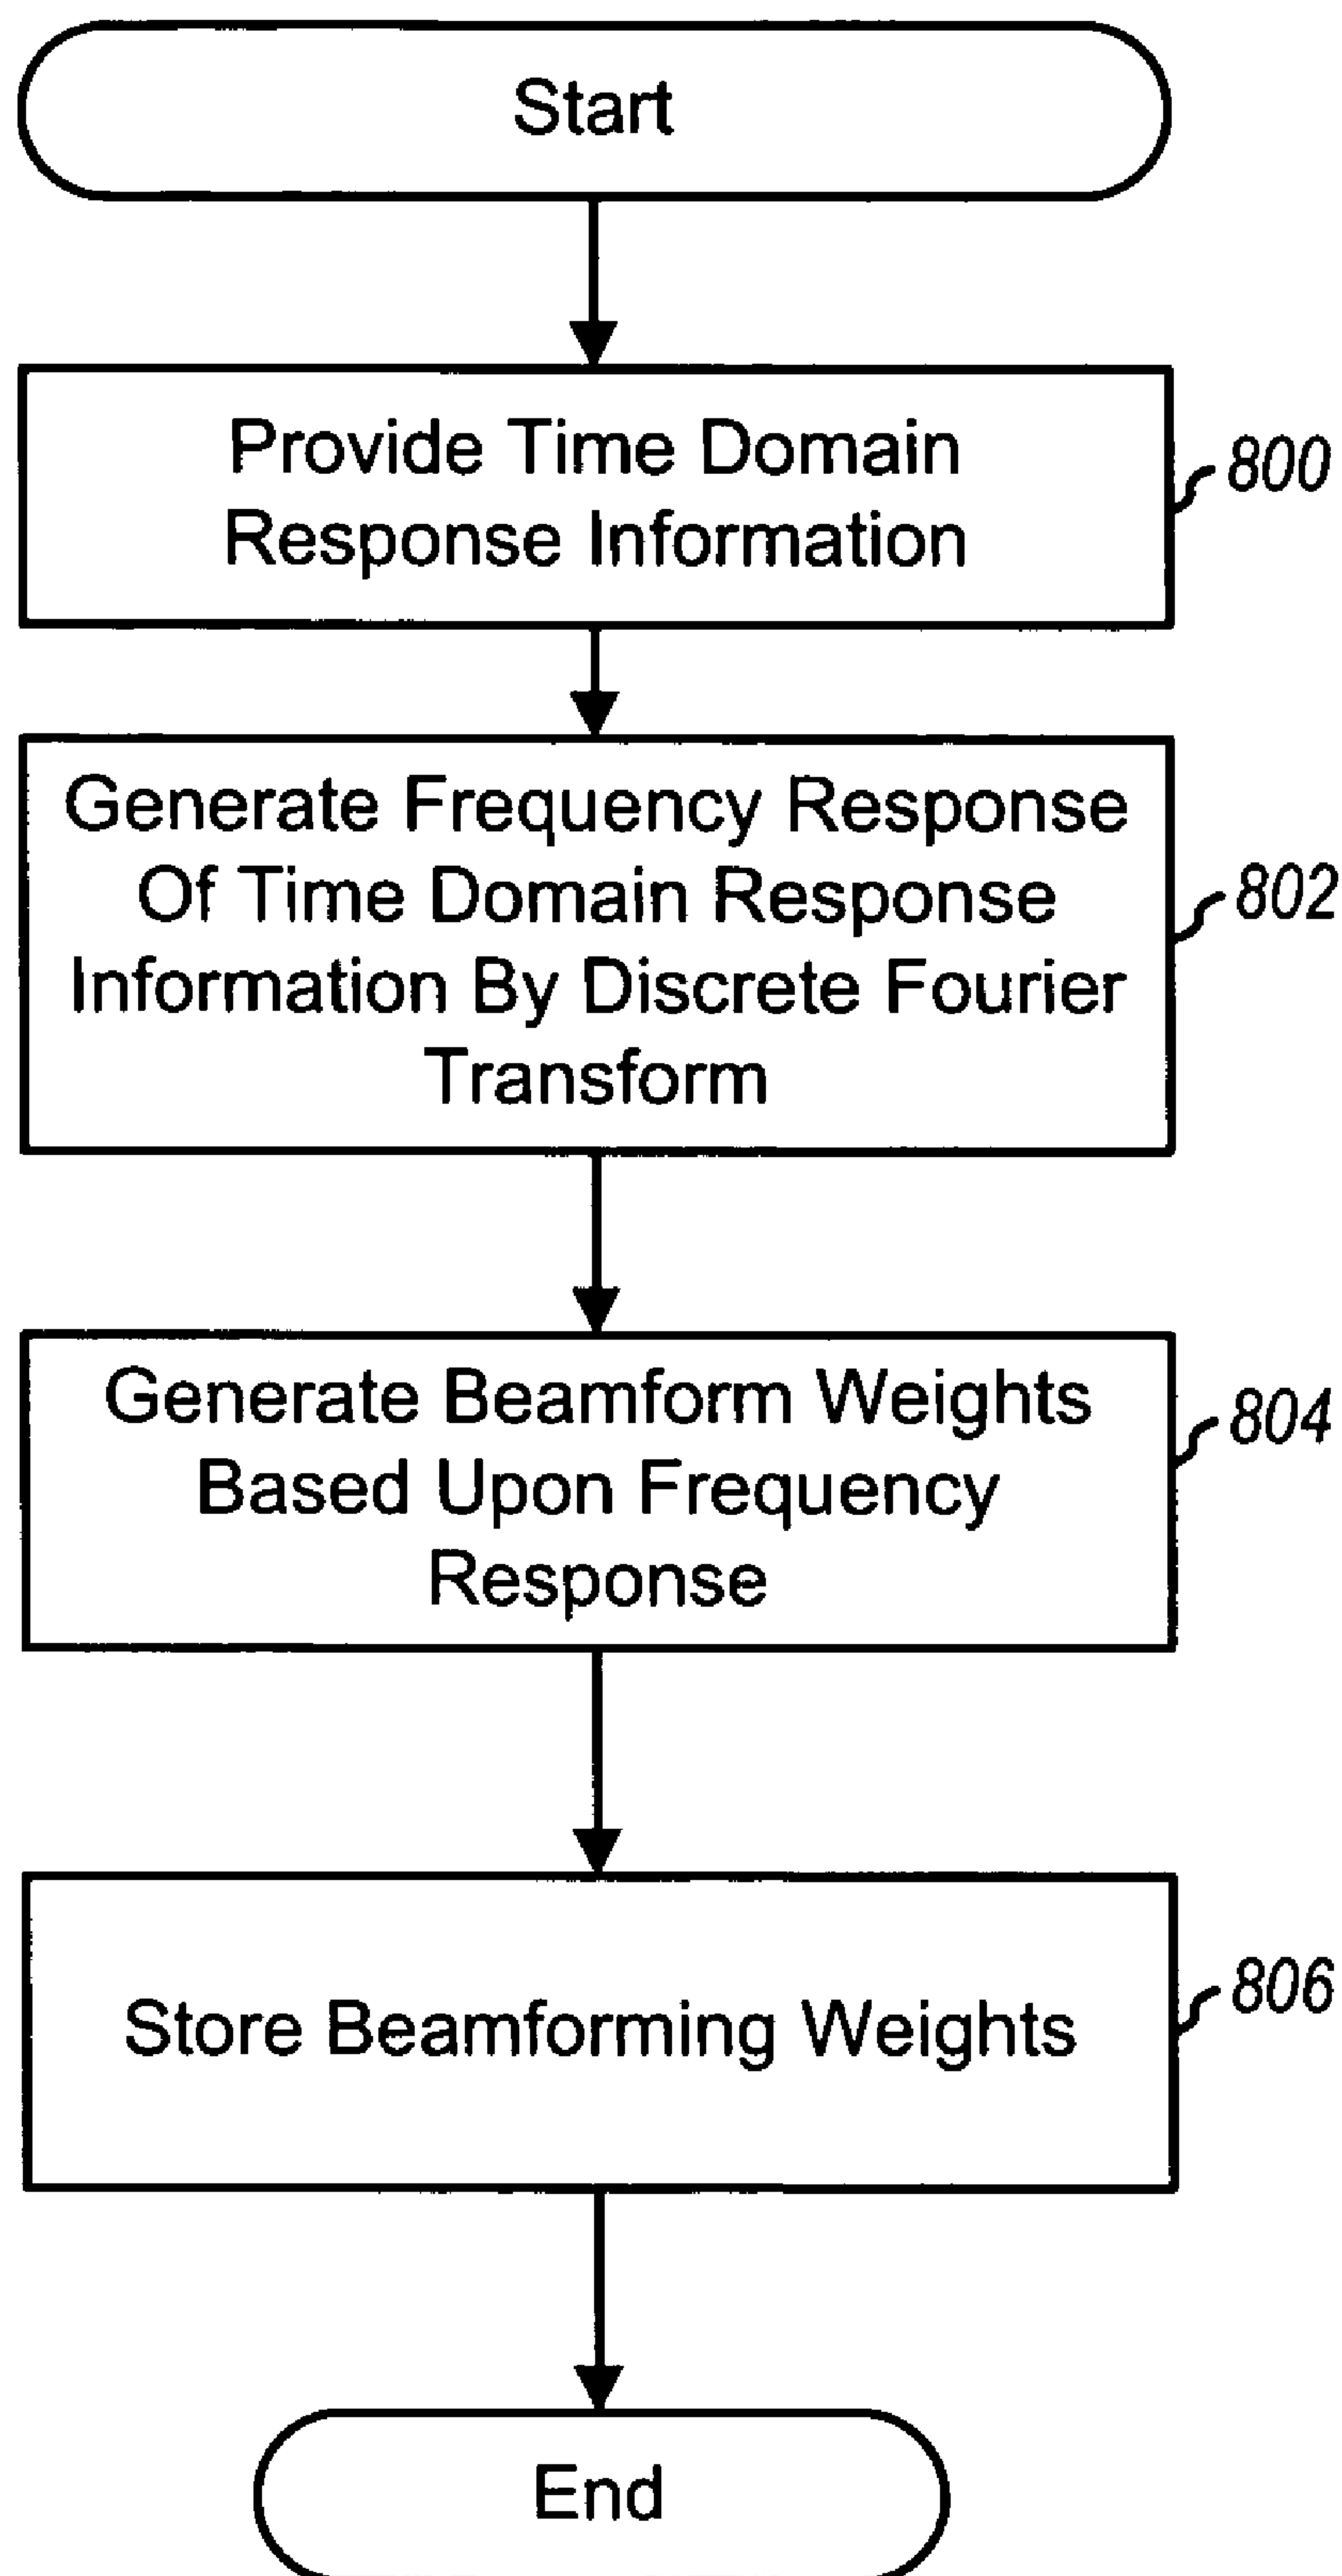 Start
Provide Time Domain
Response Information
800
Generate Frequency Response
Of Time Domain Response
Information By Discrete Fourier
Transform
802
Generate Beamform Weights
Based Upon Frequency
Response
804
Store Beamforming Weights
806
End